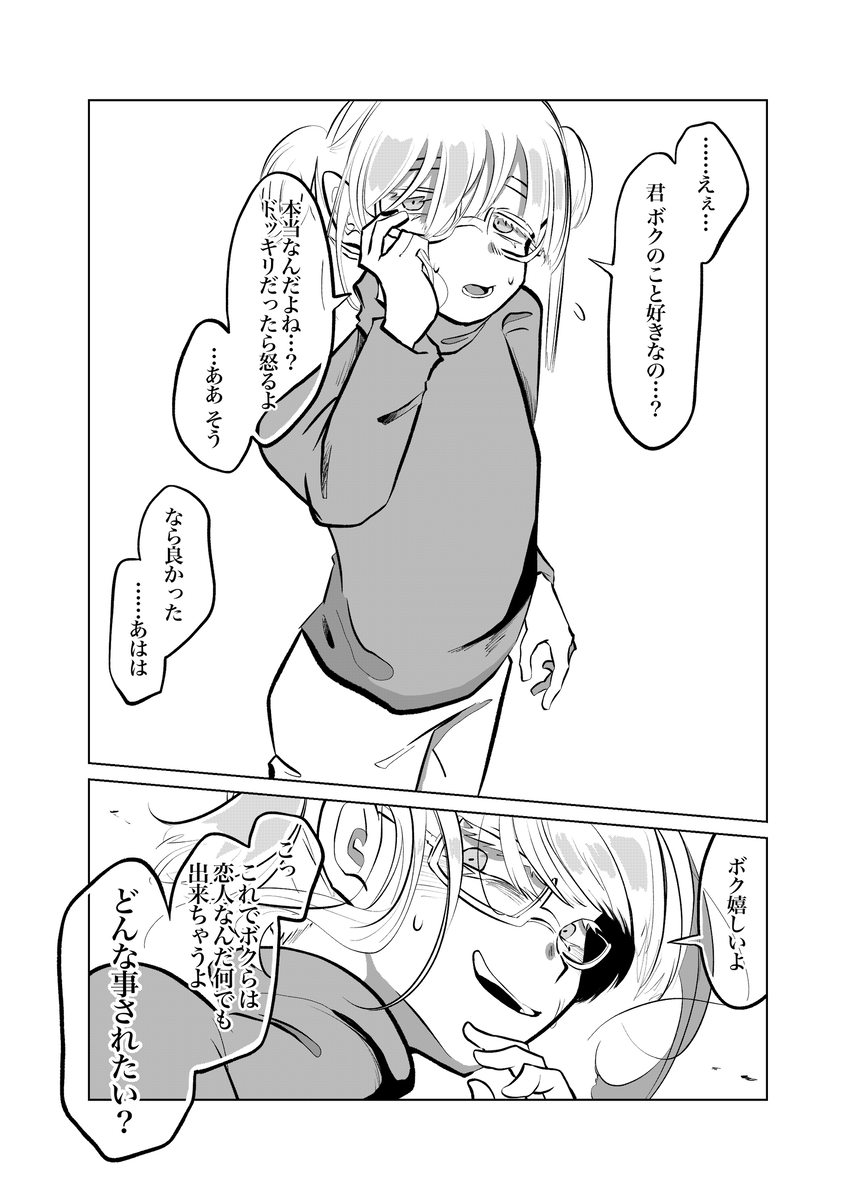 ……ええ…
君 ボクのこと好きなの…？
本当なんだよね…？
ドッキリだったら怒るよ
…ああ そう
なら良かった
……あはは
ボク嬉しいよ
こっ
これでボクらは
恋人なんだ何でも
出来ちゃうよ
どんな事されたい？